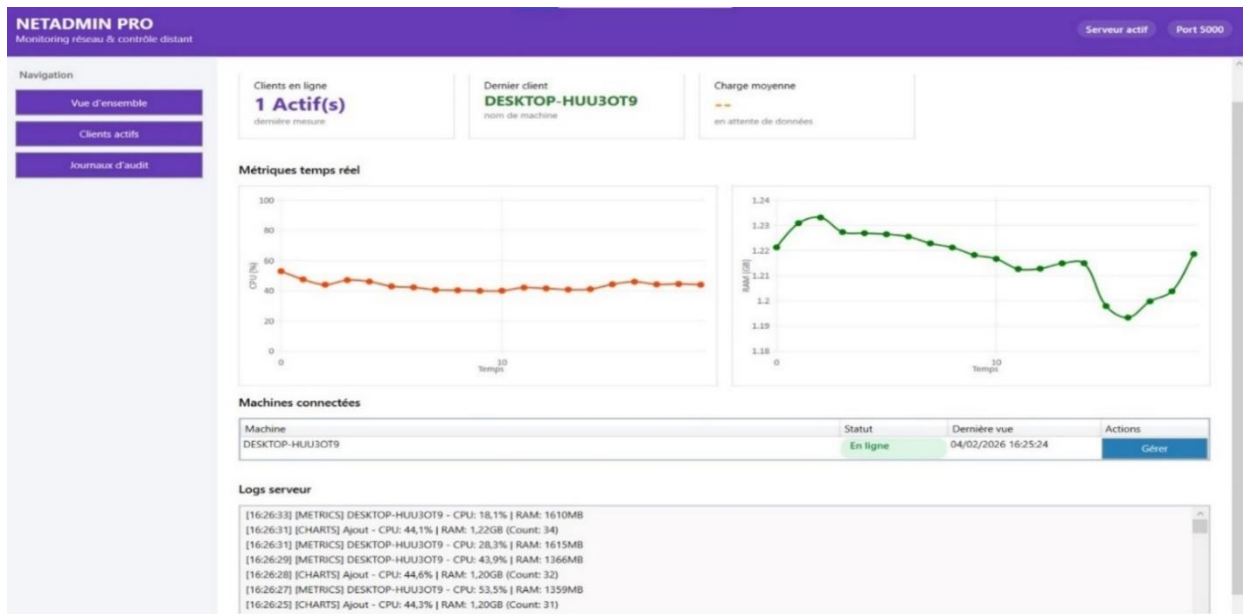 NETADMIN PRO
Monitoring réseau & contrôle distant
Serveur actif
Port 5000
Navigation
Vue d'ensemble
Clients actifs
Journaux d'audit
Clients en ligne
1 Actif(s)
dernière mesure
Dernier client
DESKTOP-HUU3OT9
nom de machine
Charge moyenne
--
en attente de données
Métriques temps réel
100
80
60
40
20
0
CPU (%)
0
10
Temps
1.24
1.23
1.22
1.21
1.2
1.19
1.18
RAM (GB)
0
10
Temps
Machines connectées
Machine Statut Dernière vue Actions
DESKTOP-HUU3OT9 En ligne 04/02/2026 16:25:24 Gérer
Logs serveur
[16:26:33] [METRICS] DESKTOP-HUU3OT9 - CPU: 18,1% | RAM: 1610MB
[16:26:31] [CHARTS] Ajout - CPU: 44,1% | RAM: 1,22GB (Count: 34)
[16:26:31] [METRICS] DESKTOP-HUU3OT9 - CPU: 28,3% | RAM: 1615MB
[16:26:29] [METRICS] DESKTOP-HUU3OT9 - CPU: 43,9% | RAM: 1366MB
[16:26:28] [CHARTS] Ajout - CPU: 44,6% | RAM: 1,20GB (Count: 32)
[16:26:27] [METRICS] DESKTOP-HUU3OT9 - CPU: 53,5% | RAM: 1359MB
[16:26:25] [CHARTS] Ajout - CPU: 44,3% | RAM: 1,20GB (Count: 31)